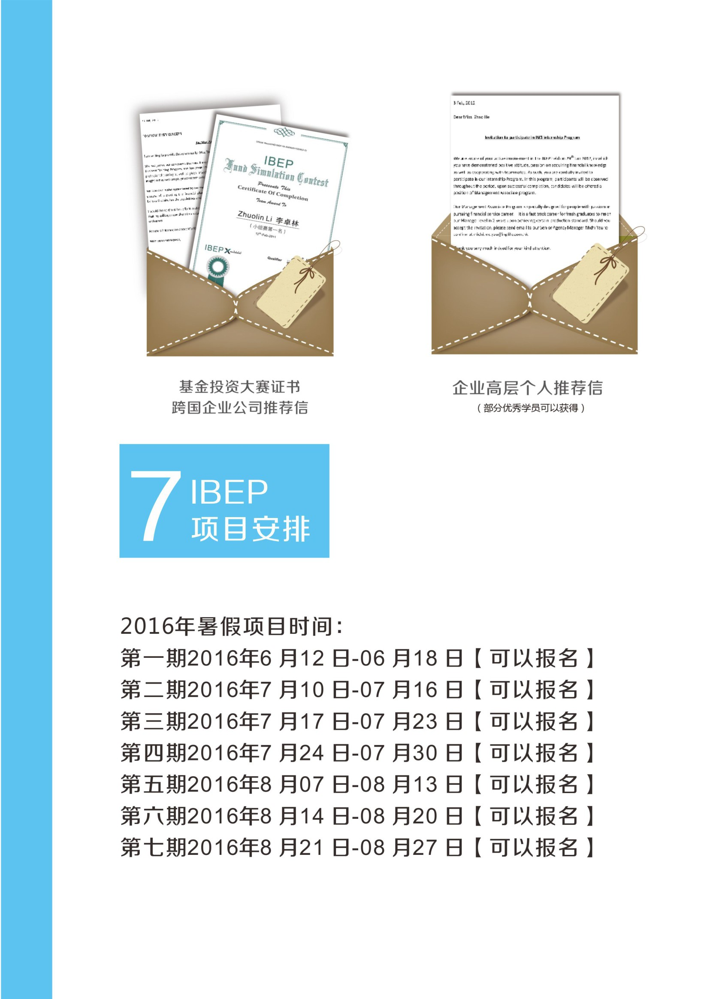 TO WHOM IT MAY CONCERN
IBEP
Fund Simulation Contest
Presents This
Certificate Of Completion
Team Award To
Zhuolin Li 李卓林
(小组赛第一名)
12th-Feb-2011
IBEP
Qualifier
3 Feb, 2012
Dear Miss. Zhao He
Invitation to participate in ING internship Program
We are aware of your active involvement in the IBEP held on 29th Jan 2012, in which
you have demonstrated positive attitude, passion on acquiring financial knowledge
as well as cooperating with teammates. As such, you are cordially invited to
participate in our Internship Program. In this program, participants will be observed
throughout the period, upon successful completion, candidates will be offered a
position of Management Associate program.
Our Management Associate Program is specially designed for people with passion in
pursuing financial service career. It is a fast track career for fresh graduates to reach
our Manager level in 2 years upon achieving certain production standard. Should you
accept the invitation, please send email to our Senior Agency Manager Michi Yau to
confirm at
you very much indeed for your kind attention.
基金投资大赛证书
跨国企业公司推荐信
企业高层个人推荐信
(部分优秀学员可以获得)
7 IBEP
项目安排
2016年暑假项目时间:
第一期2016年6 月12 日-06 月18 日【 可以报名 】
第二期2016年7 月10 日-07 月16 日【 可以报名 】
第三期2016年7 月17 日-07 月23 日【 可以报名 】
第四期2016年7 月24 日-07 月30 日【 可以报名 】
第五期2016年8 月07 日-08 月13 日【 可以报名 】
第六期2016年8 月14 日-08 月20 日【 可以报名 】
第七期2016年8 月21 日-08 月27 日【 可以报名 】